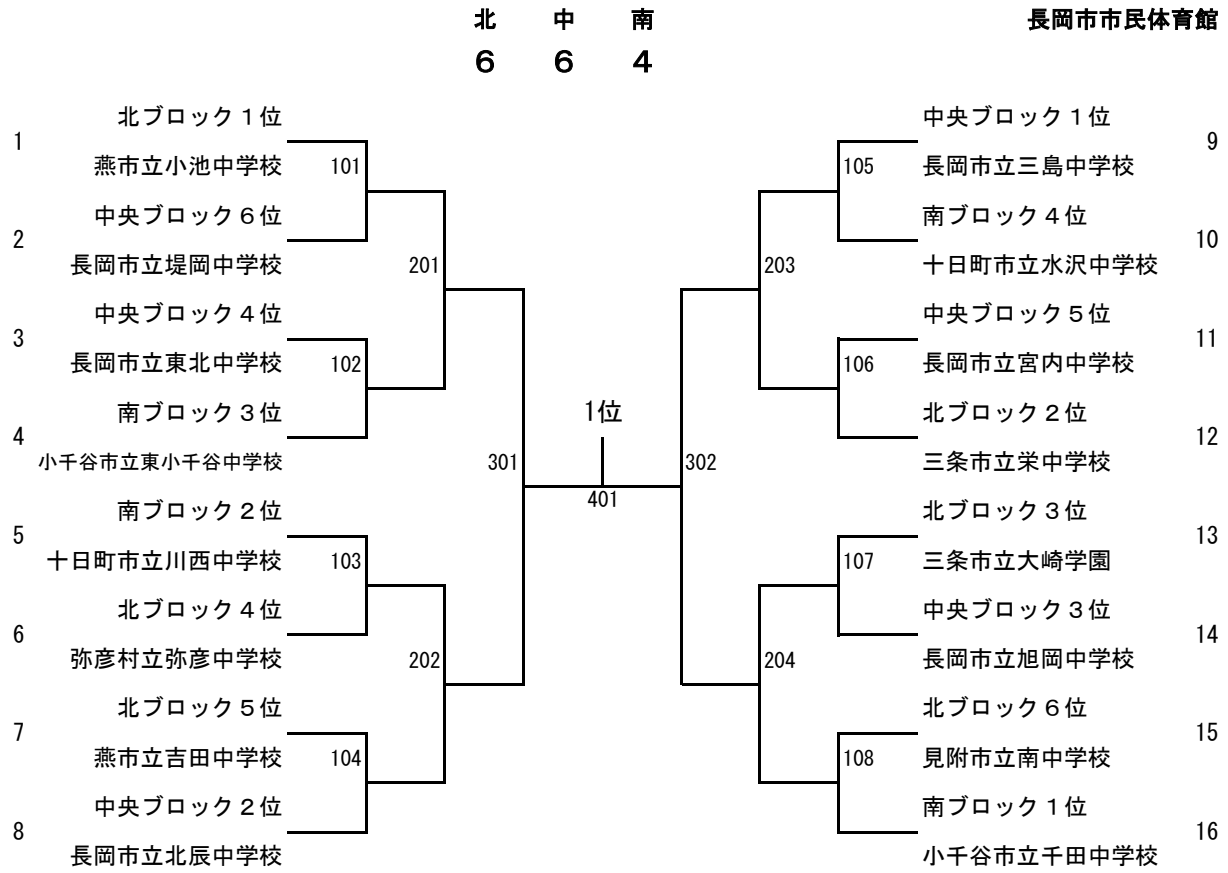 北 中 南
長岡市市民体育館
6 6 4
北ブロック１位
1
燕市立小池中学校
101
中央ブロック６位
2
長岡市立堤岡中学校
201
中央ブロック４位
3
長岡市立東北中学校
102
南ブロック３位
4
小千谷市立東小千谷中学校
301
南ブロック２位
5
十日町市立川西中学校
103
北ブロック４位
6
弥彦村立弥彦中学校
202
北ブロック５位
7
燕市立吉田中学校
104
中央ブロック２位
8
長岡市立北辰中学校
1位
401
中央ブロック１位
9
105
長岡市立三島中学校
南ブロック４位
10
203
十日町市立水沢中学校
中央ブロック５位
11
106
長岡市立宮内中学校
北ブロック２位
12
302
三条市立栄中学校
北ブロック３位
13
107
三条市立大崎学園
中央ブロック３位
14
204
長岡市立旭岡中学校
北ブロック６位
15
108
見附市立南中学校
南ブロック１位
16
小千谷市立千田中学校